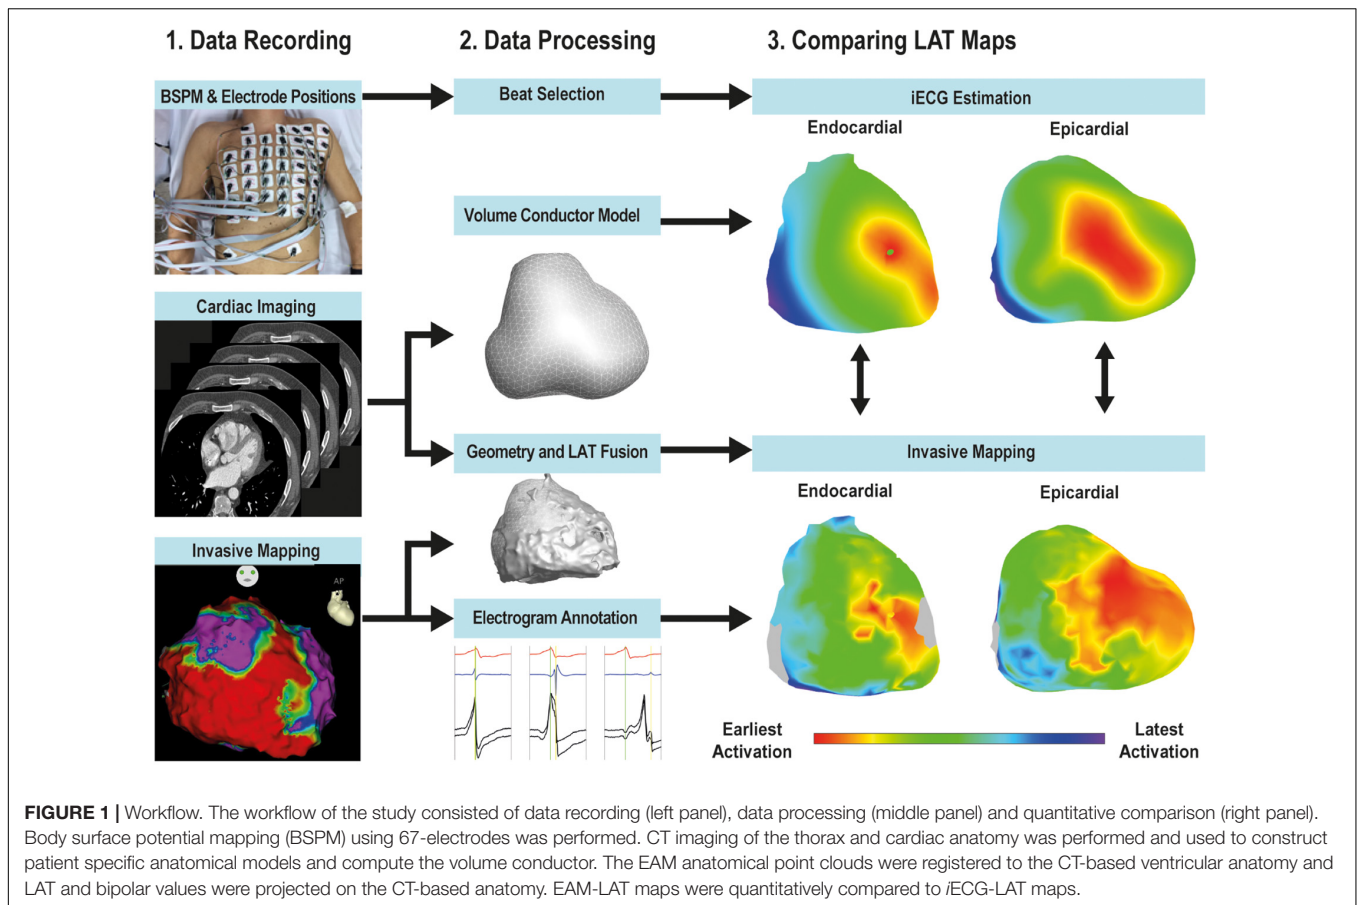 1. Data Recording
2. Data Processing
3. Comparing LAT Maps
BSPM & Electrode Positions
Beat Selection
iECG Estimation
Endocardial
Epicardial
Volume Conductor Model
Cardiac Imaging
Geometry and LAT Fusion
Invasive Mapping
Endocardial
Epicardial
Invasive Mapping
AP
Electrogram Annotation
Earliest
Activation
Latest
Activation
FIGURE 1 | Workflow. The workflow of the study consisted of data recording (left panel), data processing (middle panel) and quantitative comparison (right panel).
Body surface potential mapping (BSPM) using 67-electrodes was performed. CT imaging of the thorax and cardiac anatomy was performed and used to construct
patient specific anatomical models and compute the volume conductor. The EAM anatomical point clouds were registered to the CT-based ventricular anatomy and
LAT and bipolar values were projected on the CT-based anatomy. EAM-LAT maps were quantitatively compared to iECG-LAT maps.